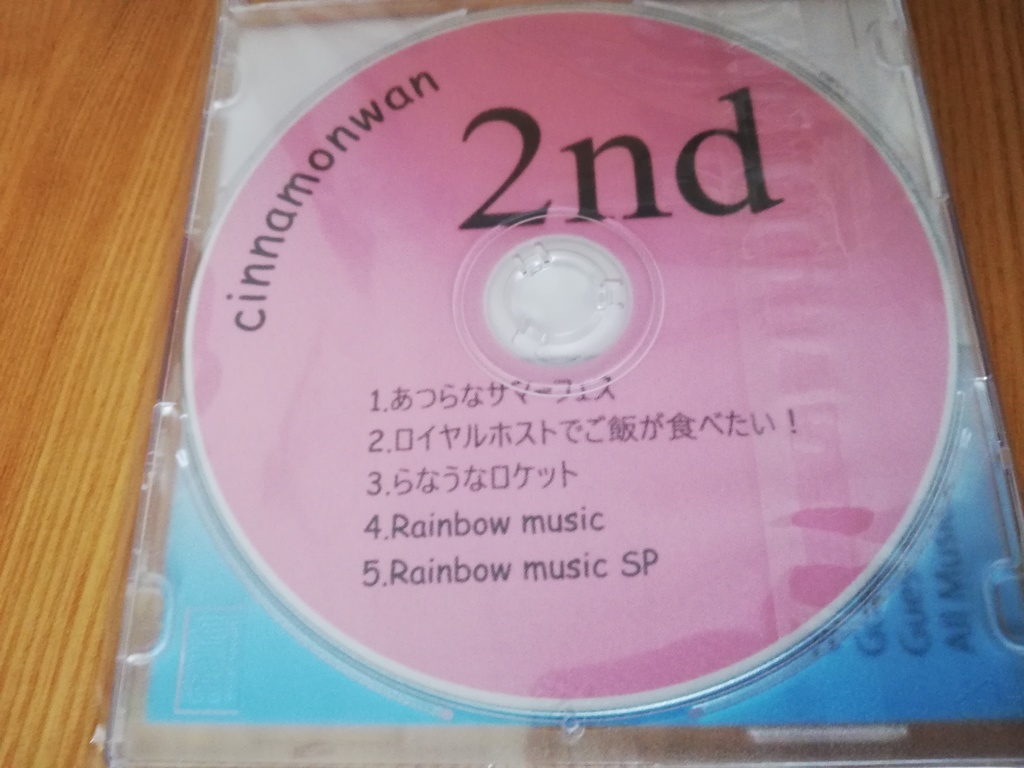 cinnamonwan
2nd
1.あつらなサマーフェス
2.ロイヤルホストでご飯が食べたい！
3.らなうなロケット
4.Rainbow music
5.Rainbow music SP
All Music